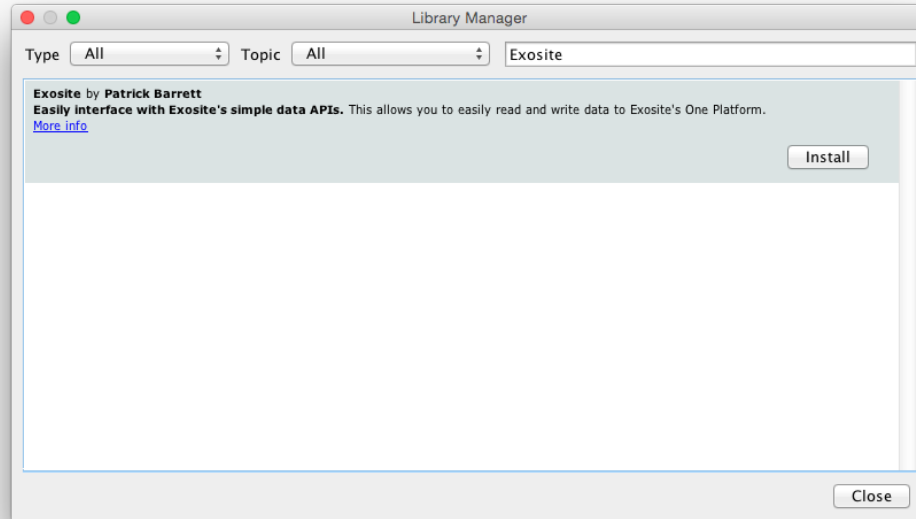 Library Manager
Type All Topic All Exosite
Exosite by Patrick Barrett
Easily interface with Exosite's simple data APIs. This allows you to easily read and write data to Exosite's One Platform.
More info
Install
Close